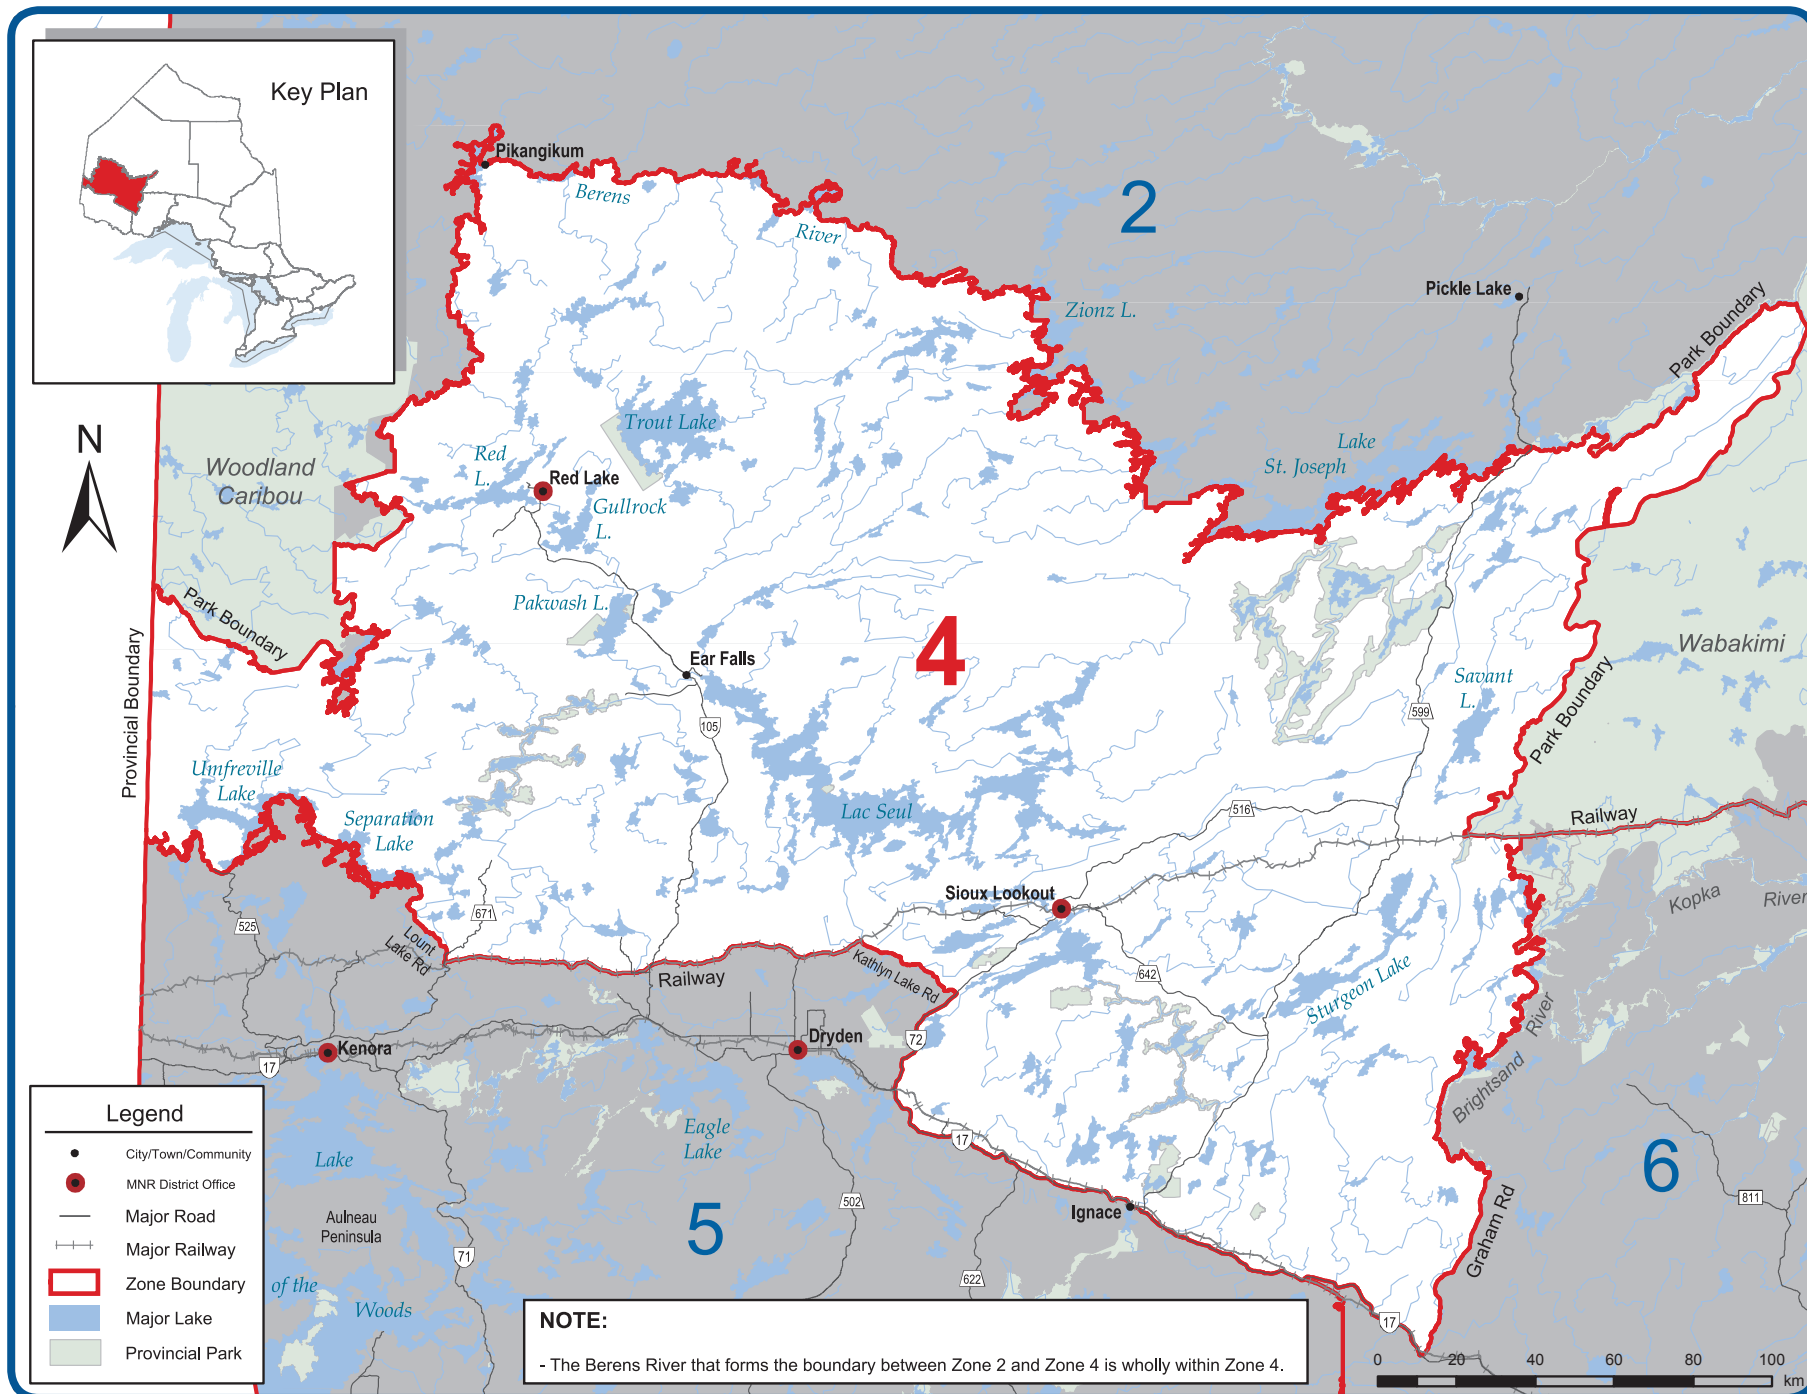 Key Plan
Pikangikum
Berens
River
2
Zionz L.
Pickle Lake
Park Boundary
N
Woodland
Caribou
Red
L.
Red Lake
Trout Lake
Gullrock
L.
Lake
St. Joseph
Park Boundary
Pakwash L.
Ear Falls
4
Wabakimi
Savant
L.
Park Boundary
Provincial Boundary
105
599
Umfreville
Lake
Separation
Lake
Lac Seul
516
Railway
Sioux Lookout
525
671
Lount
Lake Rd
Railway
Kathlyn Lake Rd
642
Sturgeon Lake
Kopka
River
Brightsand
River
Kenora
17
Dryden
72
Eagle
Lake
17
Ignace
Graham Rd
6
811
5
502
622
17
Lake
Aulneau
Peninsula
of the
Woods
71
Legend
City/Town/Community
MNR District Office
Major Road
Major Railway
Zone Boundary
Major Lake
Provincial Park
NOTE:
- The Berens River that forms the boundary between Zone 2 and Zone 4 is wholly within Zone 4.
0 20 40 60 80 100
km